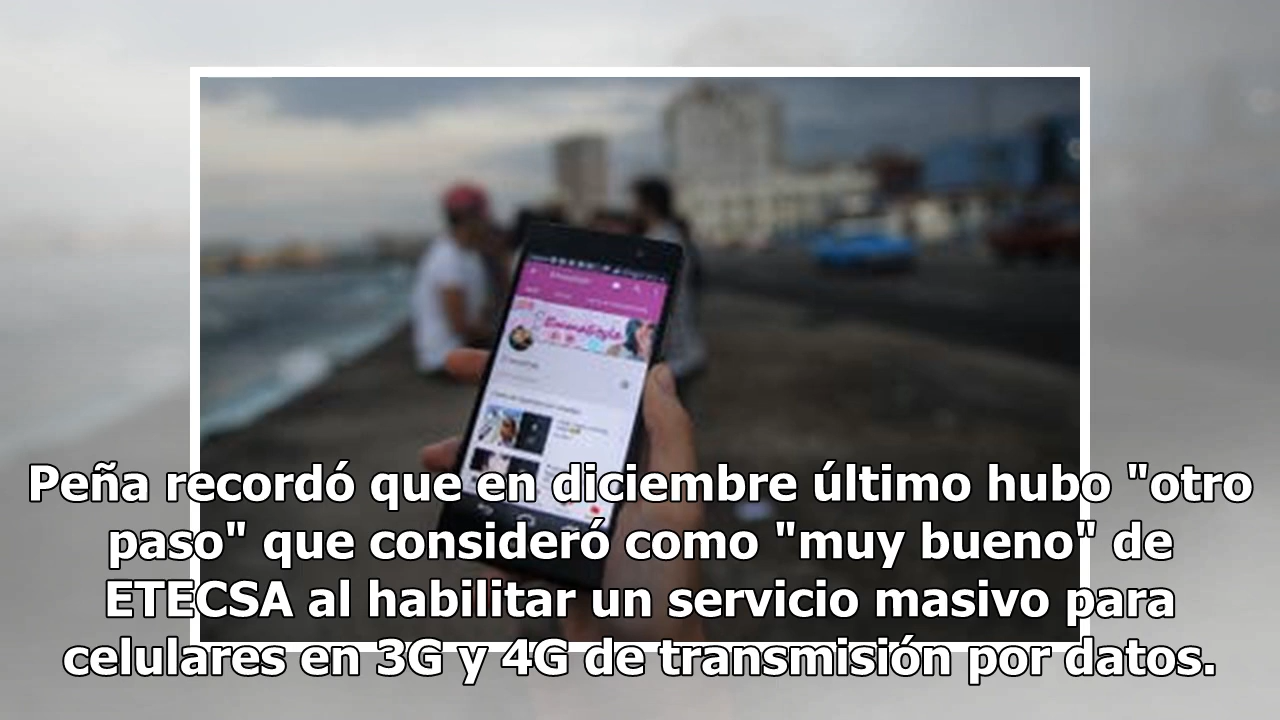 Peña recordó que en diciembre último hubo "otro
paso" que consideró como "muy bueno" de
ETECSA al habilitar un servicio masivo para
celulares en 3G y 4G de transmisión por datos.